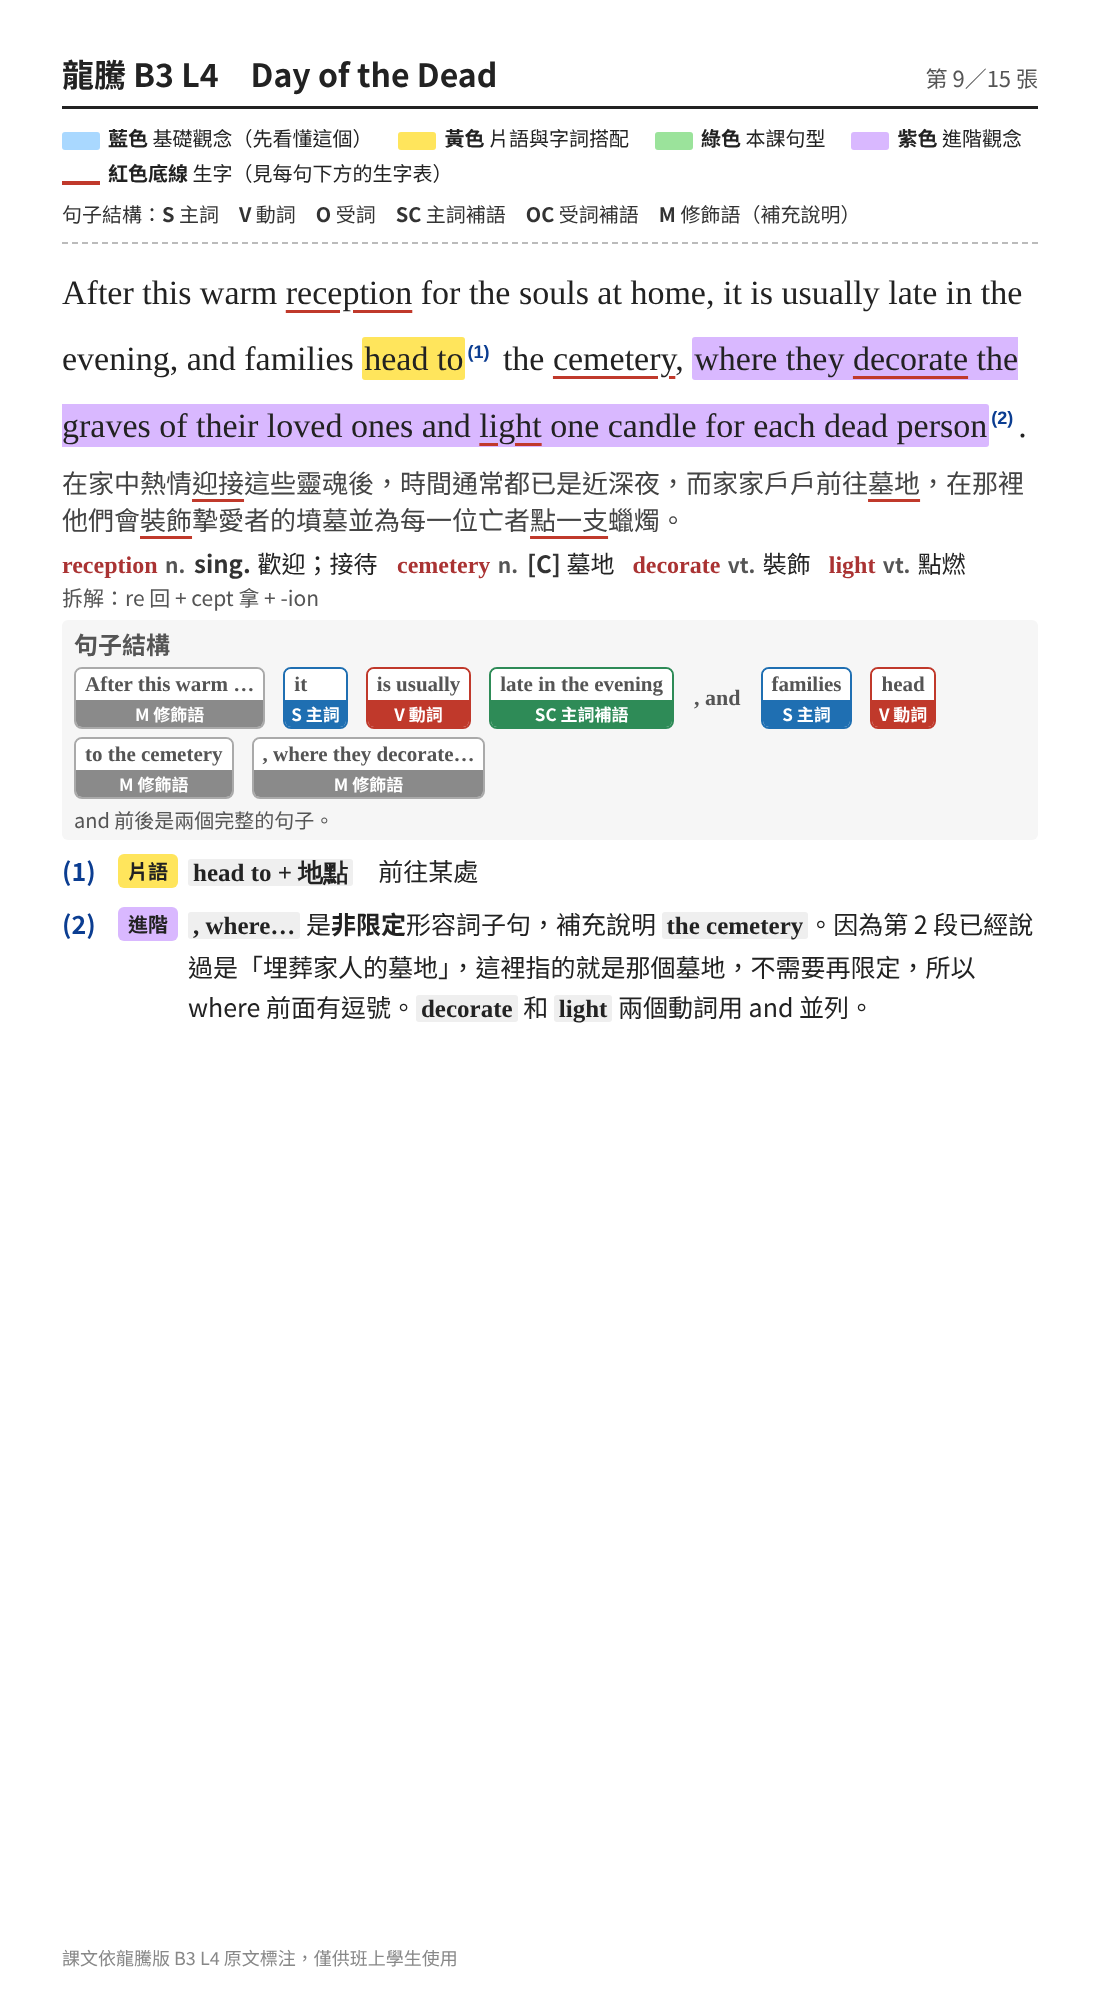 龍騰 B3 L4　Day of the Dead
第 9／15 張
藍色 基礎觀念（先看懂這個）　黃色 片語與字詞搭配　綠色 本課句型　紫色 進階觀念
紅色底線 生字（見每句下方的生字表）
句子結構：S 主詞　V 動詞　O 受詞　SC 主詞補語　OC 受詞補語　M 修飾語（補充說明）
After this warm reception for the souls at home, it is usually late in the
evening, and families head to(1) the cemetery, where they decorate the
graves of their loved ones and light one candle for each dead person(2).
在家中熱情迎接這些靈魂後，時間通常都已是近深夜，而家家戶戶前往墓地，在那裡
他們會裝飾摯愛者的墳墓並為每一位亡者點一支蠟燭。
reception n. sing. 歡迎；接待　cemetery n. [C] 墓地　decorate vt. 裝飾　light vt. 點燃
拆解：re 回 + cept 拿 + -ion
句子結構
After this warm … it is usually late in the evening , and families head
M 修飾語 S 主詞 V 動詞 SC 主詞補語 S 主詞 V 動詞
to the cemetery , where they decorate…
M 修飾語 M 修飾語
and 前後是兩個完整的句子。
(1) 片語 head to + 地點　前往某處
(2) 進階 , where… 是非限定形容詞子句，補充說明 the cemetery。因為第 2 段已經說
過是「埋葬家人的墓地」，這裡指的就是那個墓地，不需要再限定，所以
where 前面有逗號。decorate 和 light 兩個動詞用 and 並列。
課文依龍騰版 B3 L4 原文標注，僅供班上學生使用